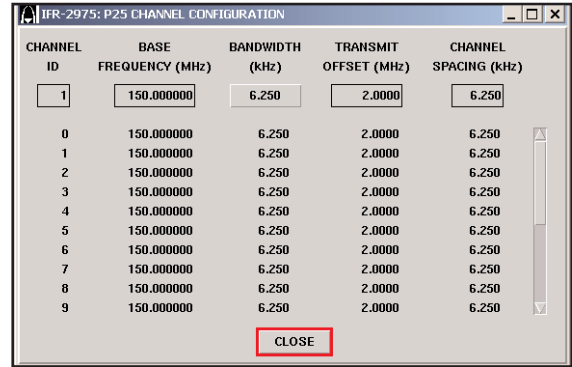 IFR-2975: P25 CHANNEL CONFIGURATION
CHANNEL ID BASE FREQUENCY (MHz) BANDWIDTH (kHz) TRANSMIT OFFSET (MHz) CHANNEL SPACING (kHz)
1 150.000000 6.250 2.0000 6.250
0 150.000000 6.250 2.0000 6.250
1 150.000000 6.250 2.0000 6.250
2 150.000000 6.250 2.0000 6.250
3 150.000000 6.250 2.0000 6.250
4 150.000000 6.250 2.0000 6.250
5 150.000000 6.250 2.0000 6.250
6 150.000000 6.250 2.0000 6.250
7 150.000000 6.250 2.0000 6.250
8 150.000000 6.250 2.0000 6.250
9 150.000000 6.250 2.0000 6.250
CLOSE